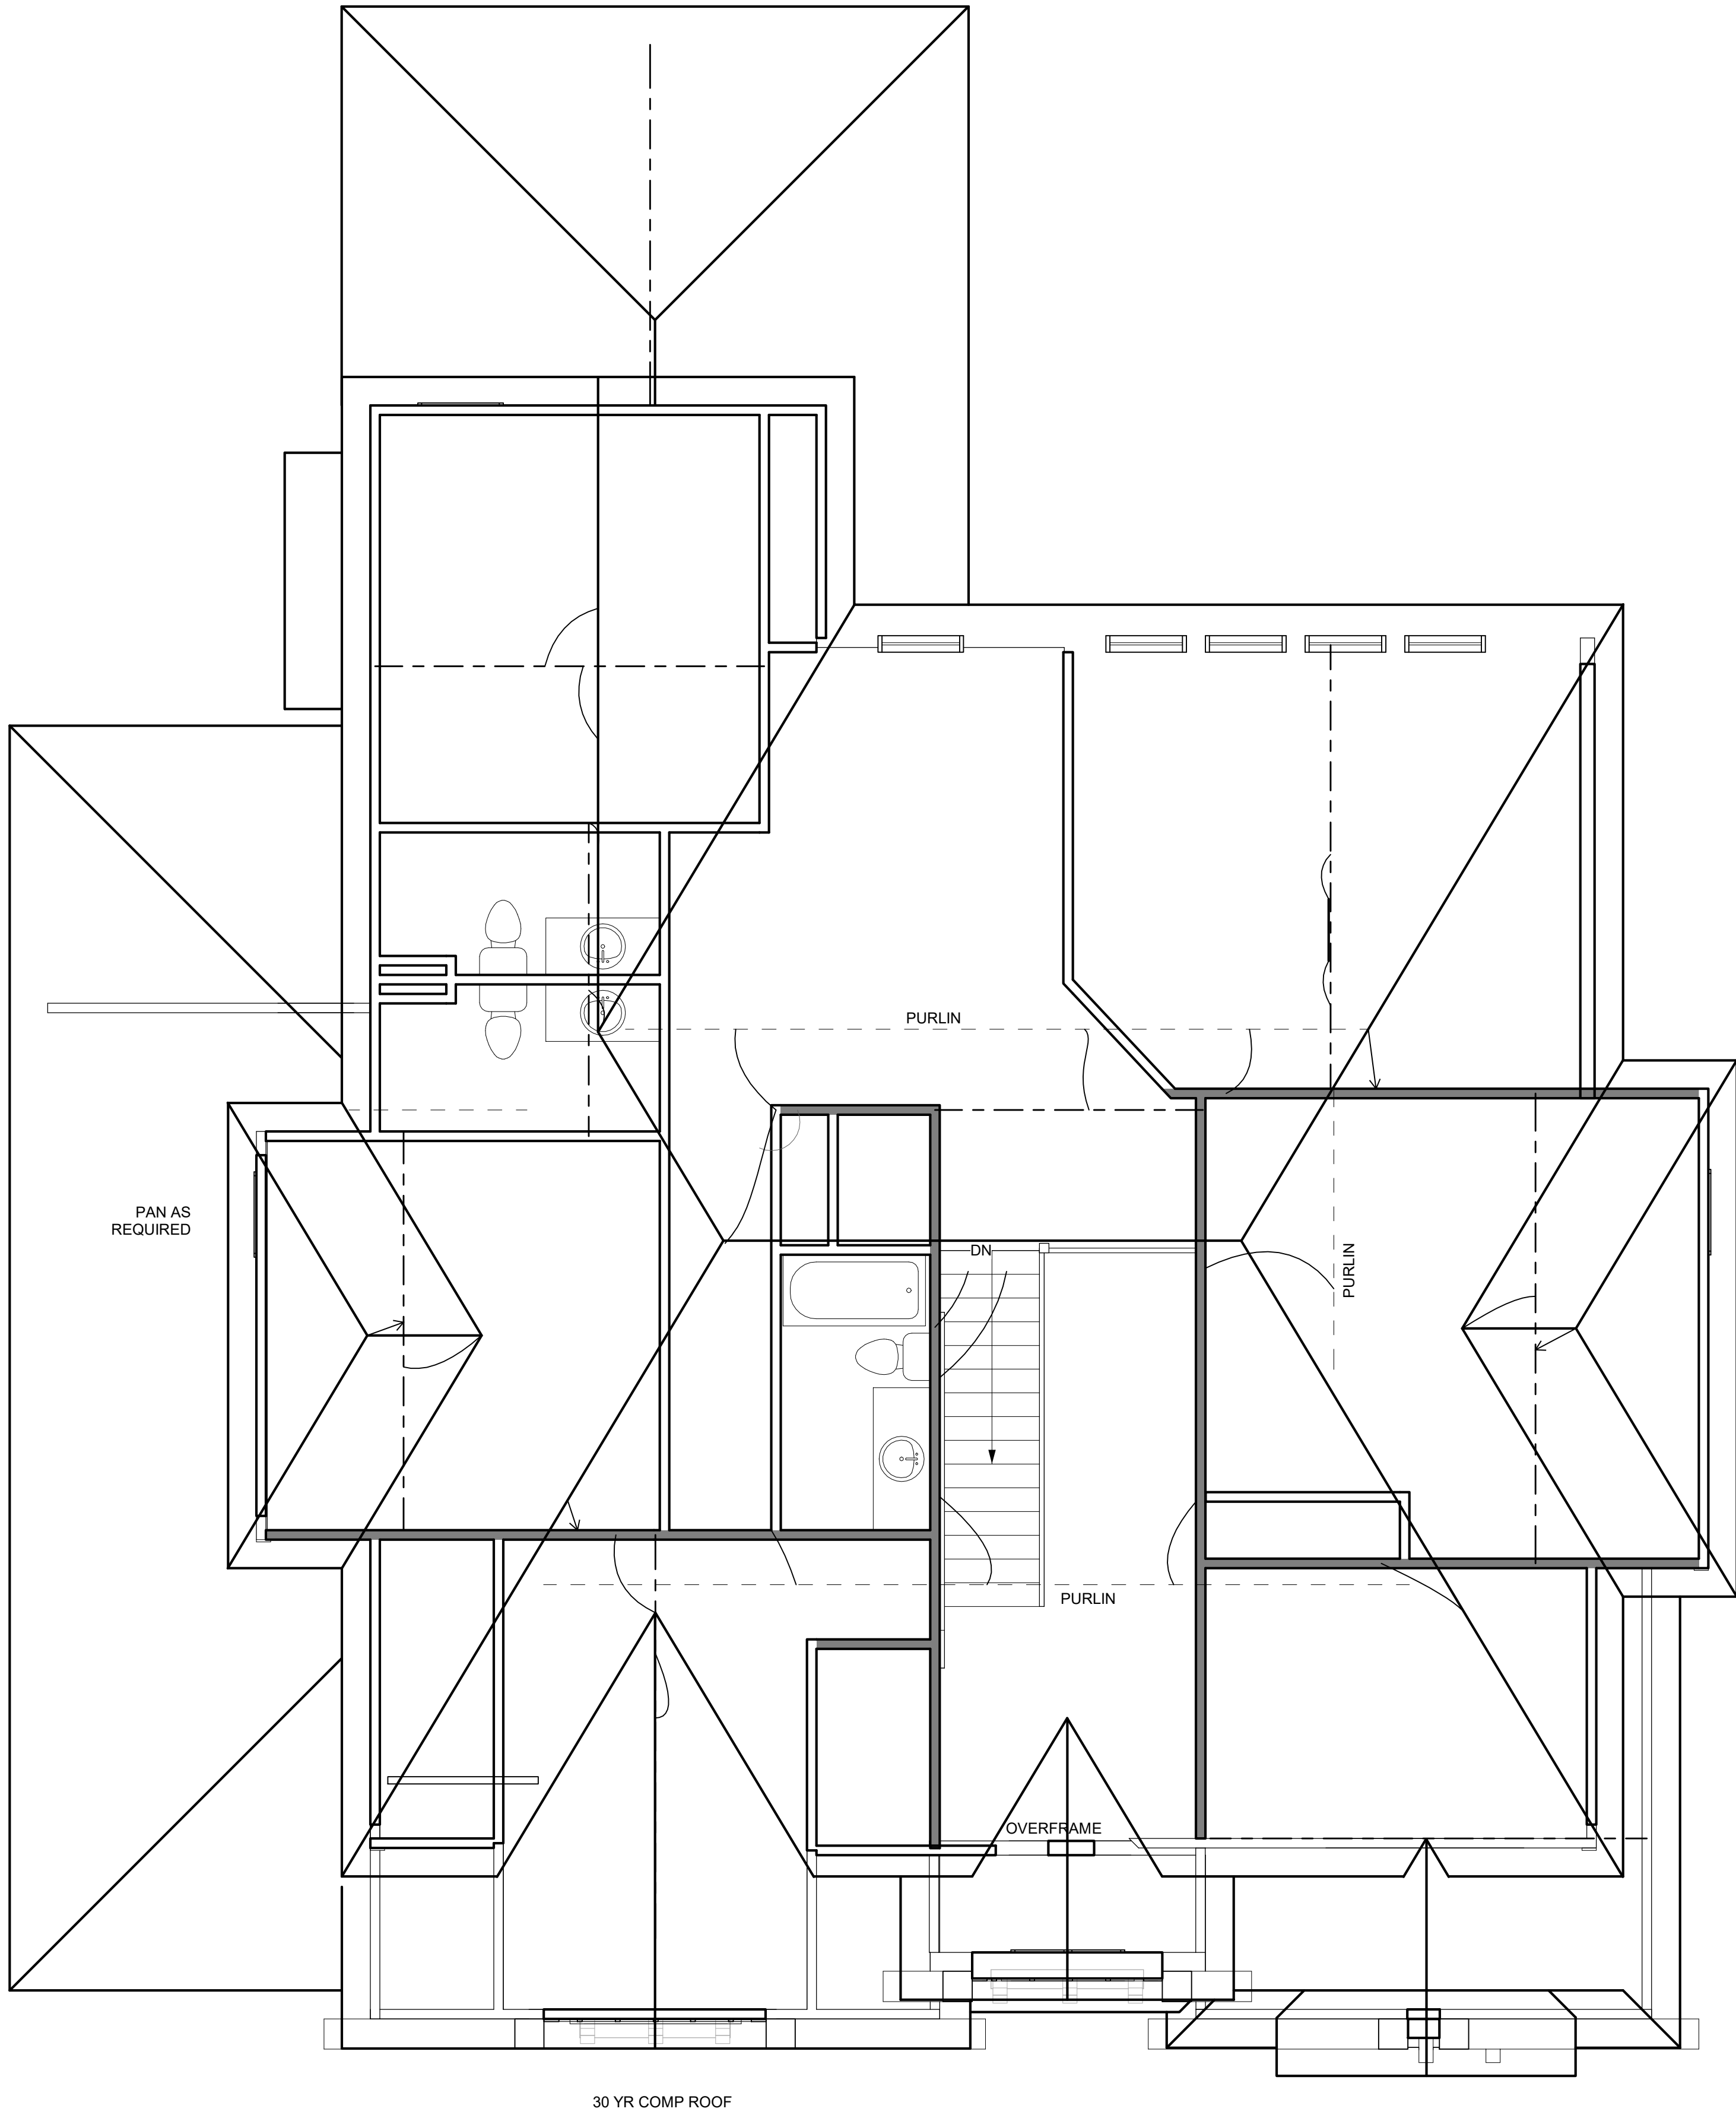 PURLIN
PAN AS
REQUIRED
DN
PURLIN
PURLIN
OVERFRAME
30 YR COMP ROOF